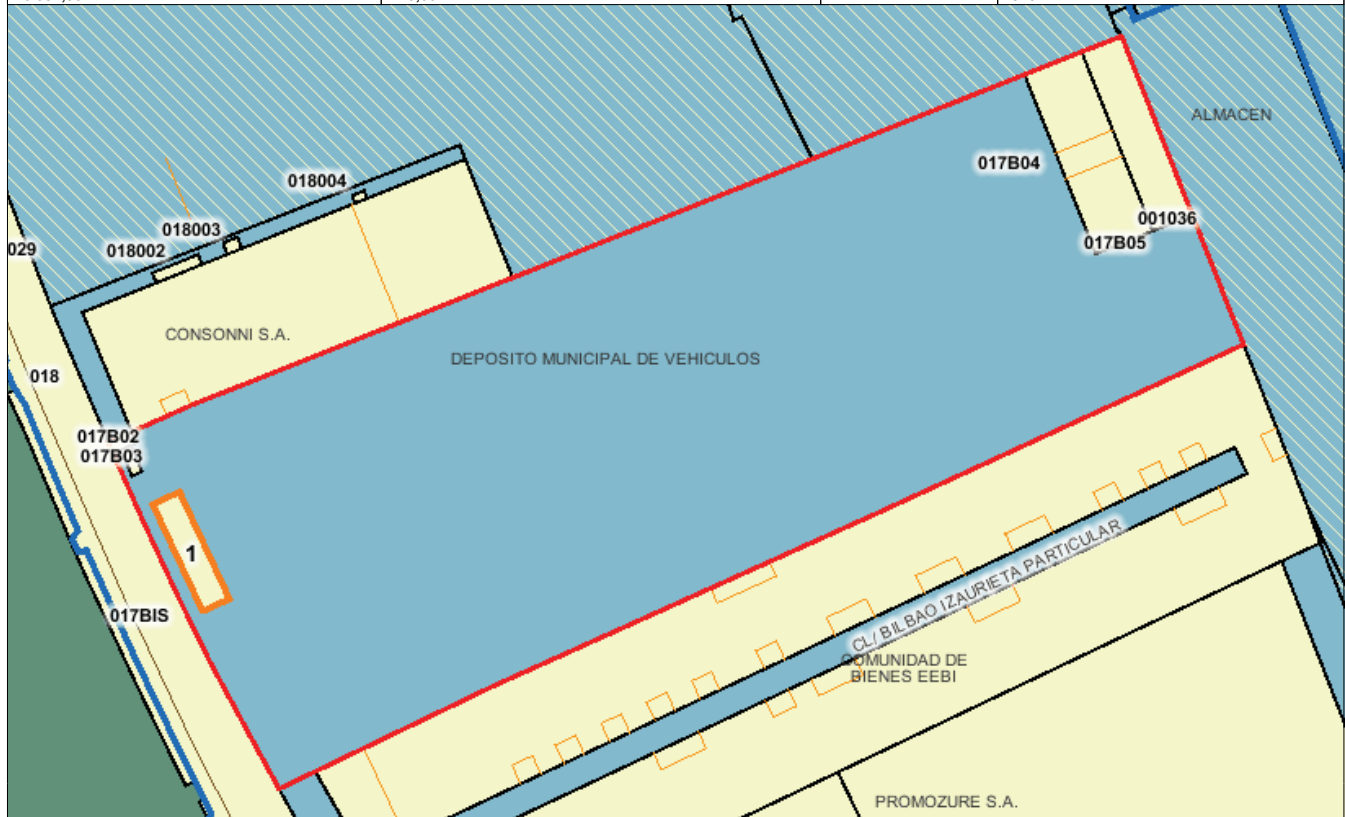 ALMACEN
017B04
018004
001036
018003
017B05
029
018002
CONSONNI S.A.
DEPOSITO MUNICIPAL DE VEHICULOS
018
017B02
017B03
1
CL/ BILBAO IZAURIETA PARTICULAR
017BIS
COMUNIDAD DE
BIENES EEBI
PROMOZURE S.A.